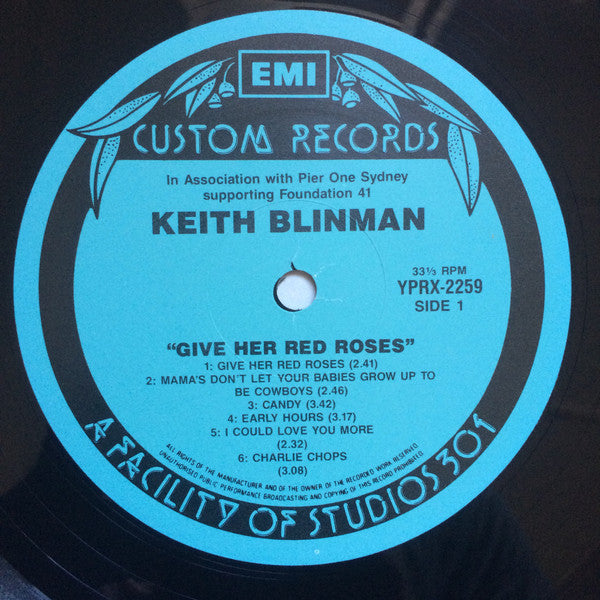 EMI
CUSTOM RECORDS
In Association with Pier One Sydney
supporting Foundation 41
KEITH BLINMAN
33⅓ RPM
YPRX-2259
SIDE 1
"GIVE HER RED ROSES"
1: GIVE HER RED ROSES (2.41)
2: MAMA'S DON'T LET YOUR BABIES GROW UP TO
BE COWBOYS (2.46)
3: CANDY (3.42)
4: EARLY HOURS (3.17)
5: I COULD LOVE YOU MORE
(2.32)
6: CHARLIE CHOPS
(3.08)
ALL RIGHTS OF THE MANUFACTURER AND OF THE OWNER OF THE RECORDED WORK RESERVED.
UNAUTHORISED PUBLIC PERFORMANCE BROADCASTING AND COPYING OF THIS RECORD PROHIBITED.
A FACILITY OF STUDIOS 301